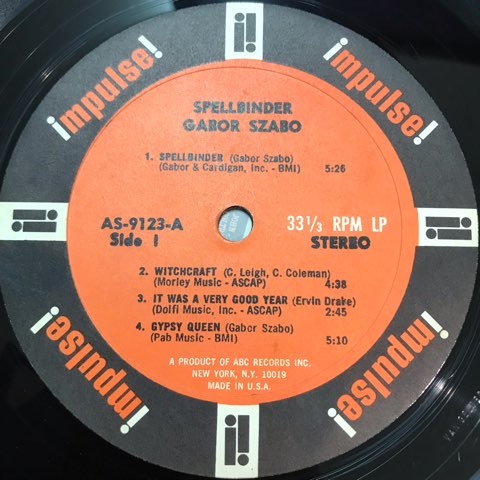 impulse!
impulse!
SPELLBINDER
GABOR SZABO
1. SPELLBINDER (Gabor Szabo)
(Gabor & Cardigan, Inc. - BMI) 5:26
AS-9123-A
Side I
33 1/3 RPM LP
STEREO
2. WITCHCRAFT (C. Leigh, C. Coleman)
(Morley Music - ASCAP) 4:38
3. IT WAS A VERY GOOD YEAR (Ervin Drake)
(Dolfi Music, Inc. - ASCAP) 2:45
4. GYPSY QUEEN (Gabor Szabo)
(Pab Music - BMI) 5:10
A PRODUCT OF ABC RECORDS INC.
NEW YORK, N.Y. 10019
MADE IN U.S.A.
impulse!
impulse!